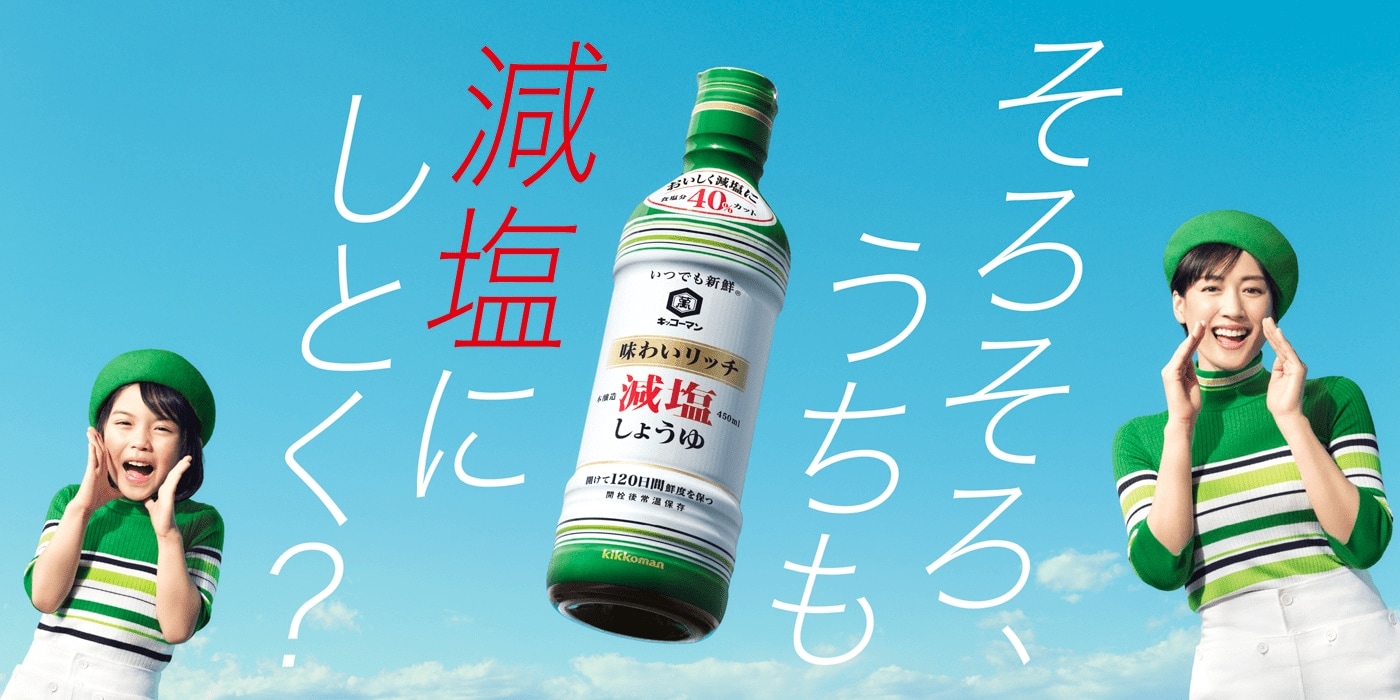 そろそろ、
うちも
減塩に
しとく?
おいしく減塩に
食塩分40%カット
いつでも新鮮®
萬
キッコーマン
味わいリッチ
本醸造 減塩 450ml
しょうゆ
開けて120日間鮮度を保つ
開栓後常温保存
kikkoman